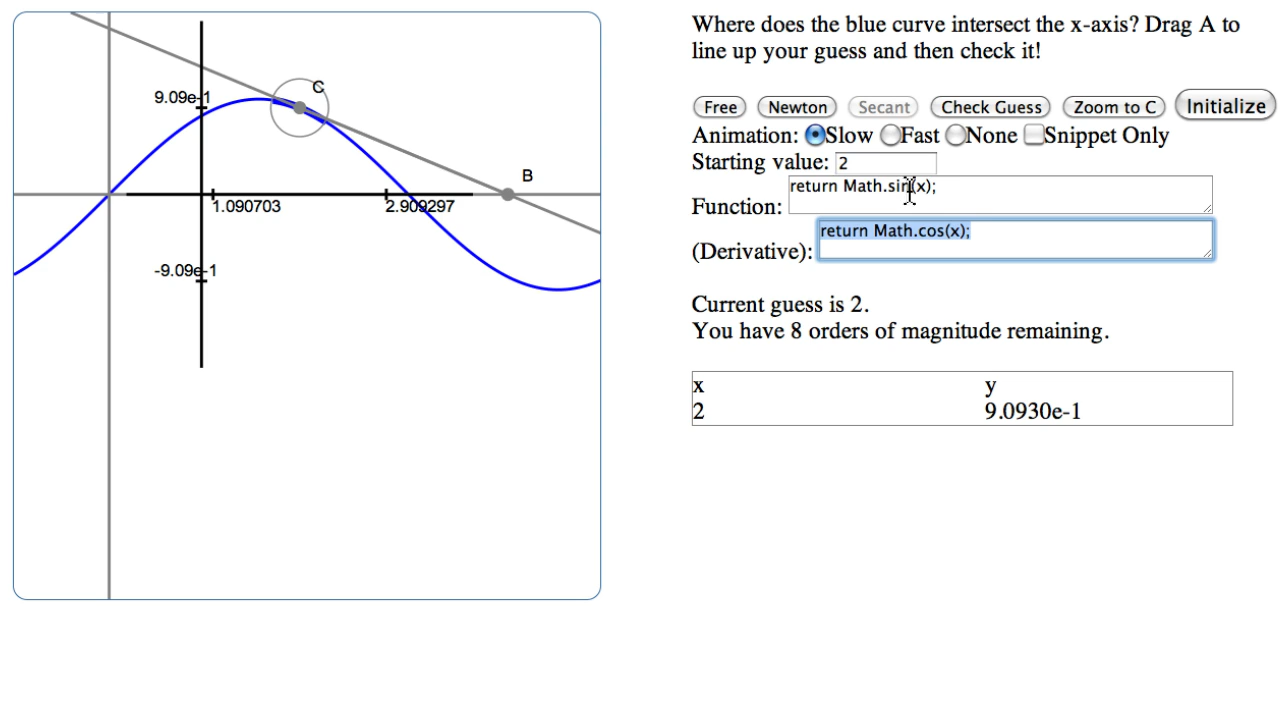 Where does the blue curve intersect the x-axis? Drag A to
line up your guess and then check it!
Free Newton Secant Check Guess Zoom to C Initialize
Animation: Slow Fast None Snippet Only
Starting value: 2
Function: return Math.sin(x);
(Derivative): return Math.cos(x);
Current guess is 2.
You have 8 orders of magnitude remaining.
x y
2 9.0930e-1
C
9.09e-1
B
1.090703 2.909297
-9.09e-1